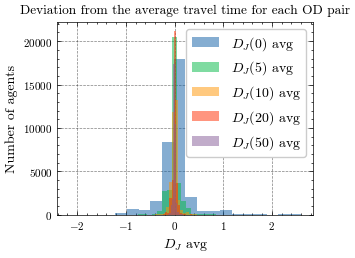 Deviation from the average travel time for each OD pair
Number of agents
20000
15000
10000
5000
0
D_J(0) avg
D_J(5) avg
D_J(10) avg
D_J(20) avg
D_J(50) avg
−2
−1
0
1
2
D_J avg